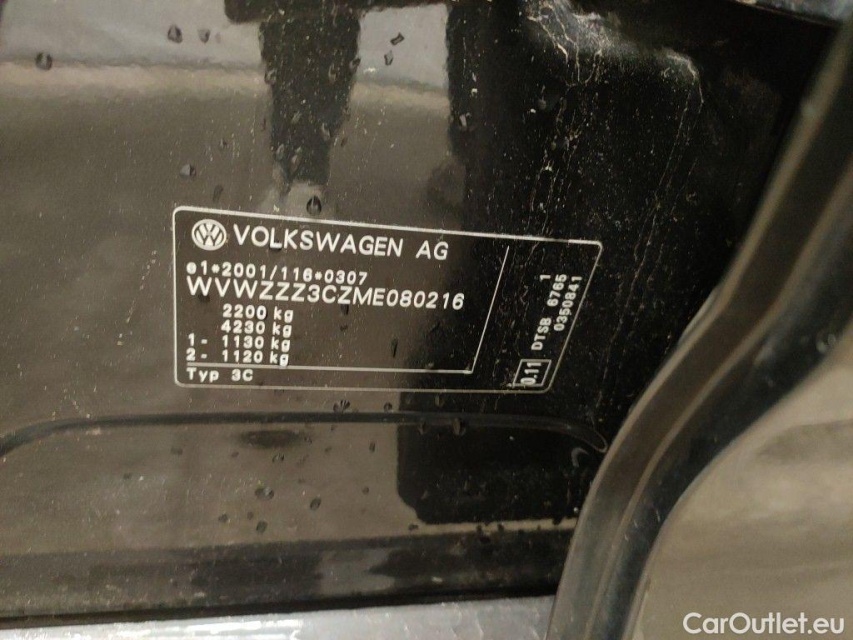 VOLKSWAGEN AG
e1*2001/116*0307
WVWZZZ3CZME080216
2200 kg
4230 kg
1- 1130 kg
2- 1120 kg
Typ 3C
DTSB 6765 1
0350841
0.11
CarOutlet.eu